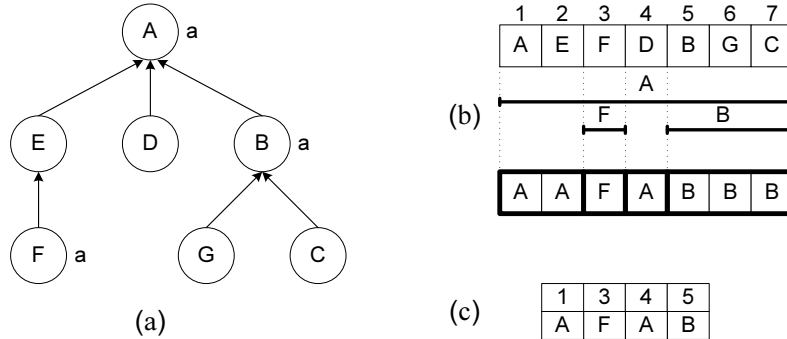 A a
E D B a
F a G C
(a)
1 2 3 4 5 6 7
A E F D B G C
A
F B
(b)
A A F A B B B
(c)
1 3 4 5
A F A B